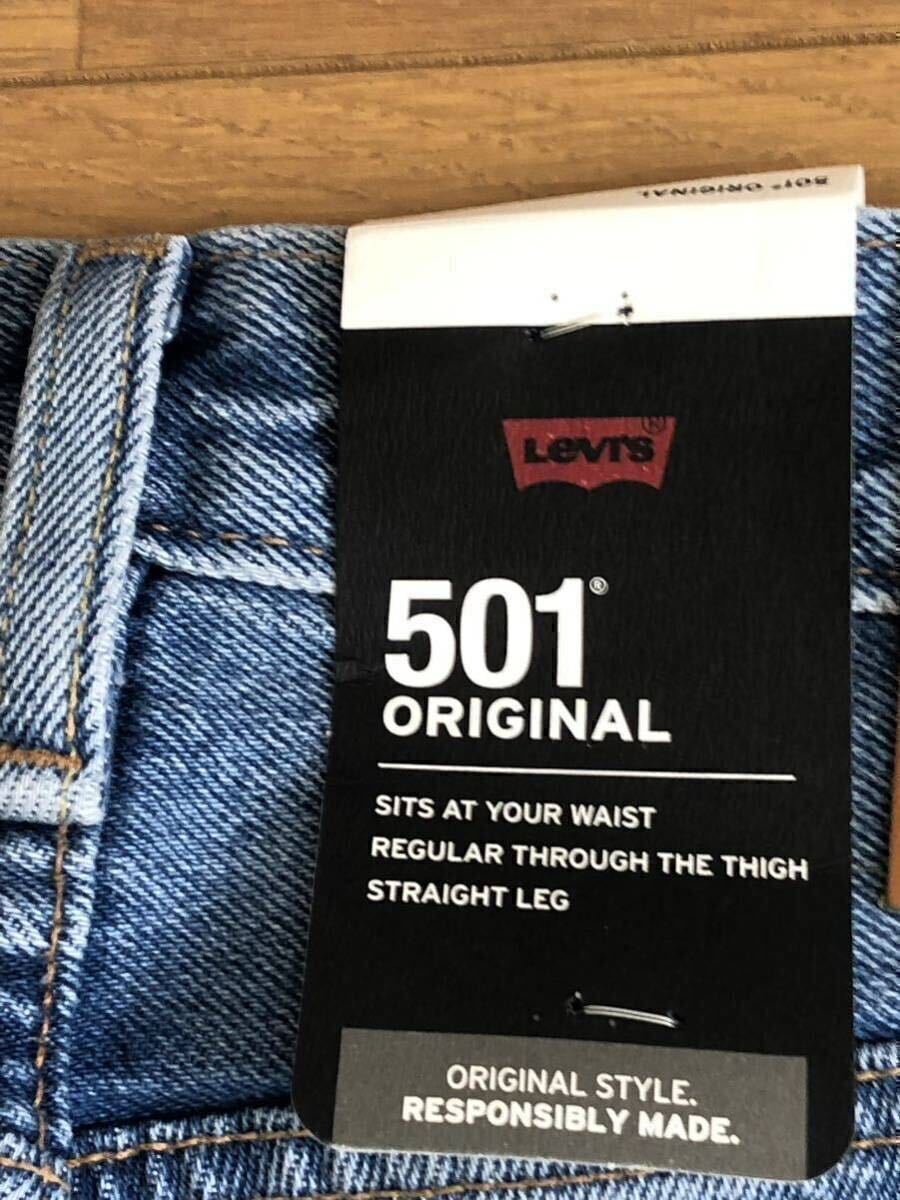 501® ORIGINAL
Levi's®
501®
ORIGINAL
SITS AT YOUR WAIST
REGULAR THROUGH THE THIGH
STRAIGHT LEG
ORIGINAL STYLE.
RESPONSIBLY MADE.